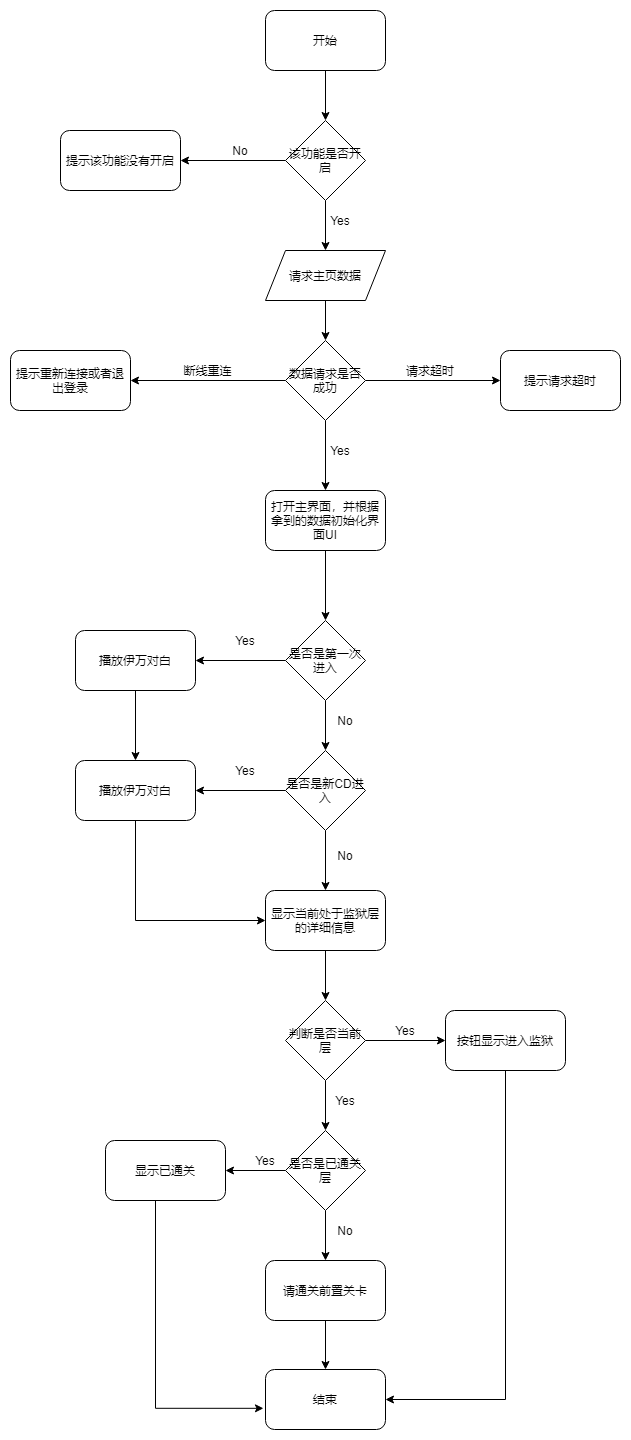 开始
该功能是否开
启
No
提示该功能没有开启
Yes
请求主页数据
数据请求是否
成功
断线重连
提示重新连接或者退
出登录
请求超时
提示请求超时
Yes
打开主界面，并根据
拿到的数据初始化界
面UI
是否是第一次
进入
Yes
播放伊万对白
No
是否是新CD进
入
Yes
播放伊万对白
No
显示当前处于监狱层
的详细信息
判断是否当前
层
Yes
按钮显示进入监狱
Yes
是否是已通关
层
Yes
显示已通关
No
请通关前置关卡
结束